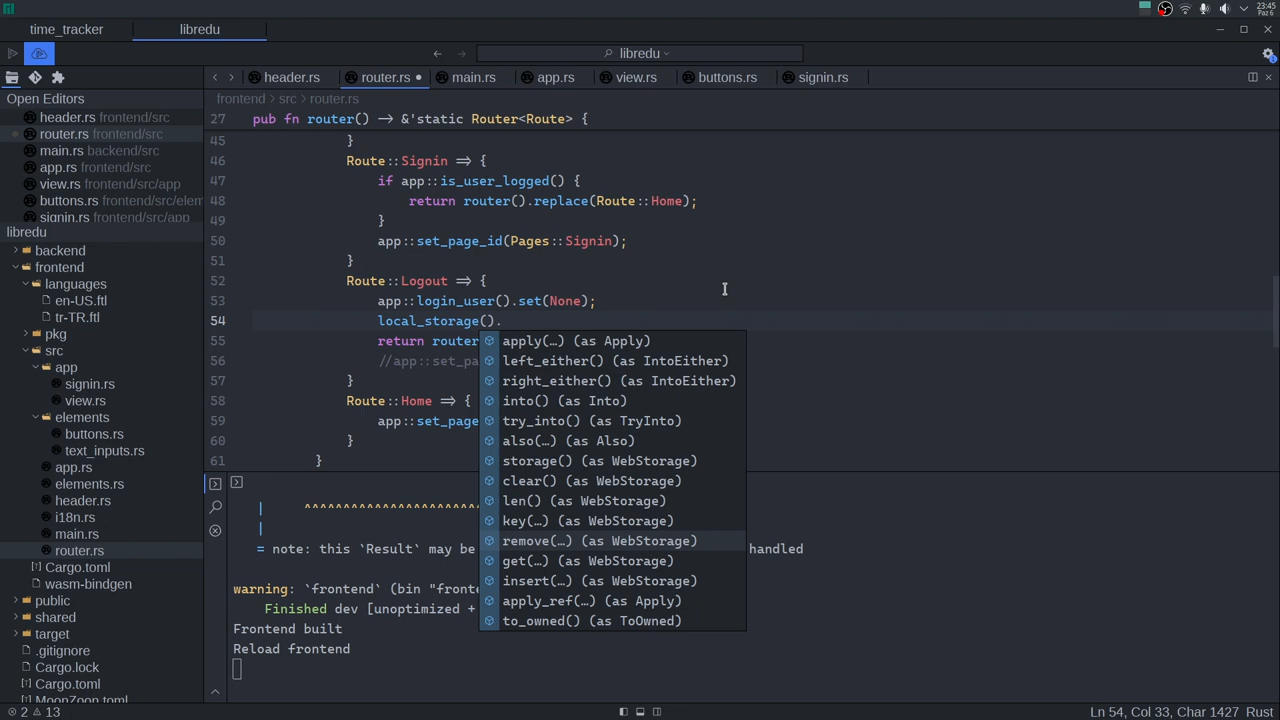 23:45
Paz 6
time_tracker
libredu
libredu
header.rs
router.rs
main.rs
app.rs
view.rs
buttons.rs
signin.rs
Open Editors
header.rs frontend/src
router.rs frontend/src
main.rs backend/src
app.rs frontend/src
view.rs frontend/src/app
buttons.rs frontend/src/elem
signin.rs frontend/src/app
libredu
backend
frontend
languages
en-US.ftl
tr-TR.ftl
pkg
src
app
signin.rs
view.rs
elements
buttons.rs
text_inputs.rs
app.rs
elements.rs
header.rs
i18n.rs
main.rs
router.rs
Cargo.toml
wasm-bindgen
public
shared
target
.gitignore
Cargo.lock
Cargo.toml
MoonZoon.toml
frontend › src › router.rs
27 pub fn router() -> &'static Router<Route> {
45 }
46 Route::Signin => {
47 if app::is_user_logged() {
48 return router().replace(Route::Home);
49 }
50 app::set_page_id(Pages::Signin);
51 }
52 Route::Logout => {
53 app::login_user().set(None);
54 local_storage().
55 return router
56 //app::set_pa
57 }
58 Route::Home => {
59 app::set_page
60 }
61 }
apply(…) (as Apply)
left_either() (as IntoEither)
right_either() (as IntoEither)
into() (as Into)
try_into() (as TryInto)
also(…) (as Also)
storage() (as WebStorage)
clear() (as WebStorage)
len() (as WebStorage)
key(…) (as WebStorage)
remove(…) (as WebStorage)
get(…) (as WebStorage)
insert(…) (as WebStorage)
apply_ref(…) (as Apply)
to_owned() (as ToOwned)
| ^^^^^^^^^^^^^^^^^^^^^^
|
= note: this `Result` may be handled
warning: `frontend` (bin "fronte
Finished dev [unoptimized +
Frontend built
Reload frontend
2 13
Ln 54, Col 33, Char 1427 Rust